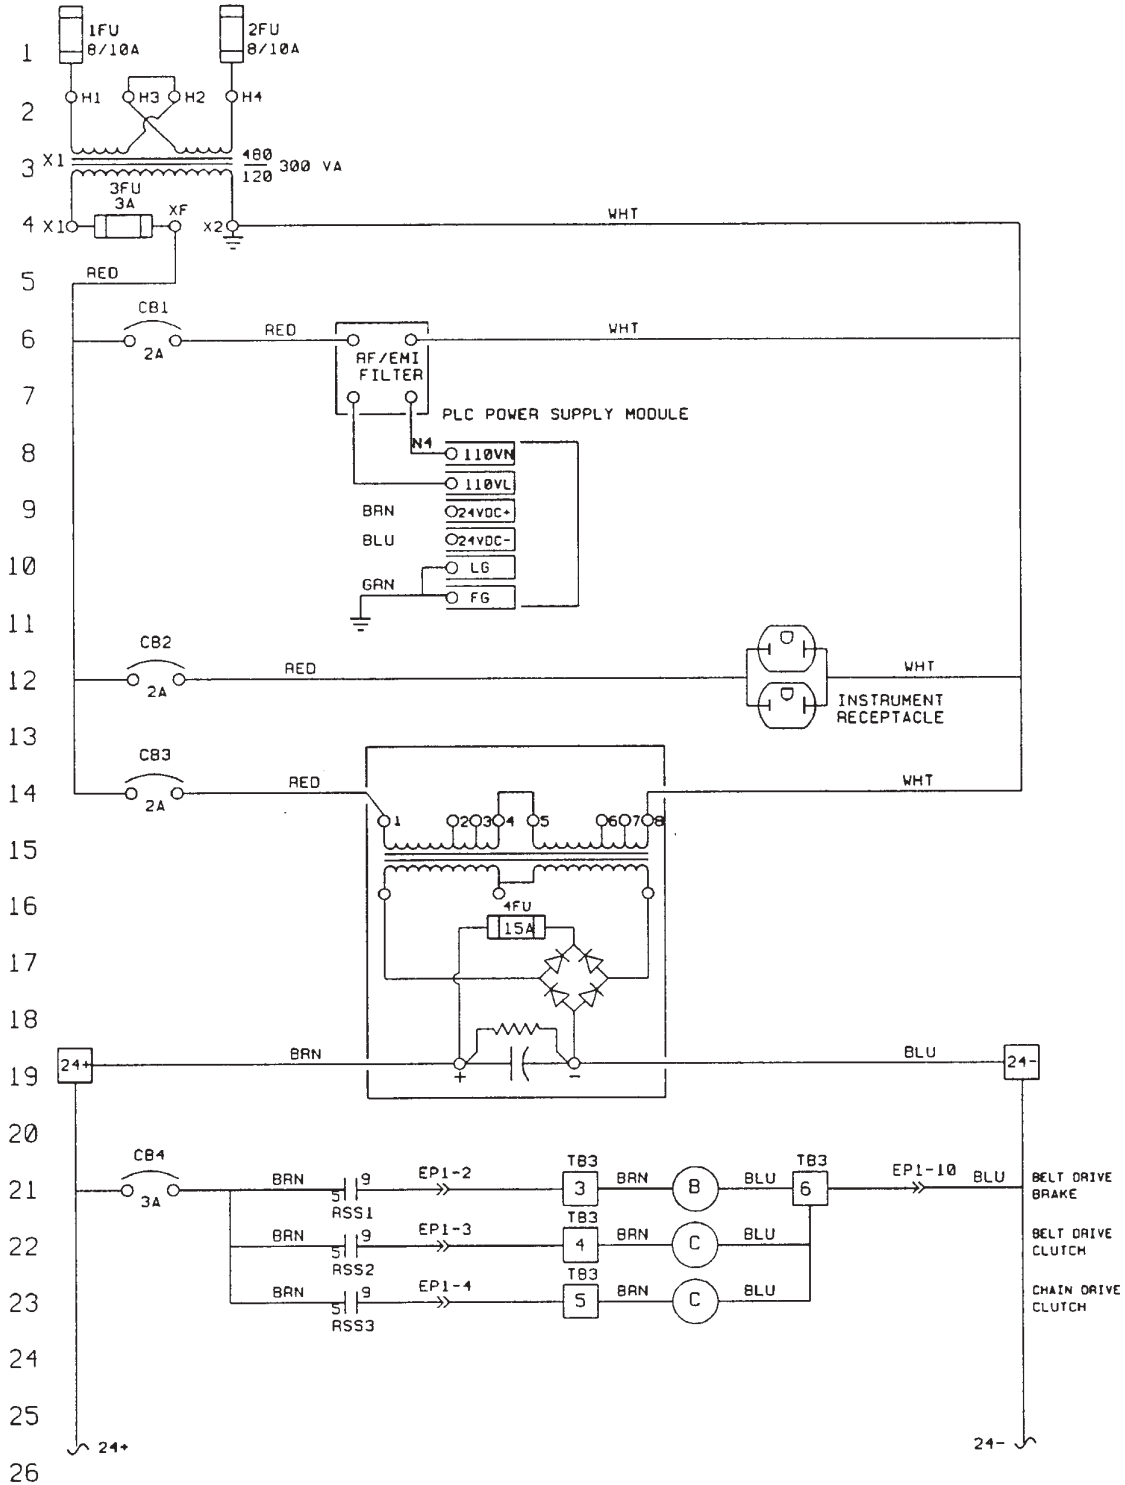 1FU
2FU
1
8/10A
8/10A
H1
H3
H2
H4
2
X1
480
3
120
300 VA
3FU
3A
XF
WHT
4
X1
X2
5
RED
CB1
6
RED
WHT
2A
RF/EMI
FILTER
7
PLC POWER SUPPLY MODULE
N4
8
110VN
110VL
9
BRN
24VDC+
BLU
24VDC-
10
LG
GRN
FG
11
CB2
RED
WHT
12
2A
INSTRUMENT
RECEPTACLE
13
CB3
RED
WHT
14
2A
1
2
3
4
5
6
7
8
15
16
4FU
15A
17
18
BRN
BLU
24+
24-
19
+
-
20
CB4
TB3
TB3
BRN
9
EP1-2
BRN
BLU
EP1-10
BLU
BELT DRIVE
21
3A
5
3
B
6
BRAKE
RSS1
TB3
BRN
9
EP1-3
BRN
BLU
BELT DRIVE
22
5
4
C
CLUTCH
RSS2
TB3
BRN
9
EP1-4
BRN
BLU
CHAIN DRIVE
23
5
5
C
CLUTCH
RSS3
24
25
24+
24-
26